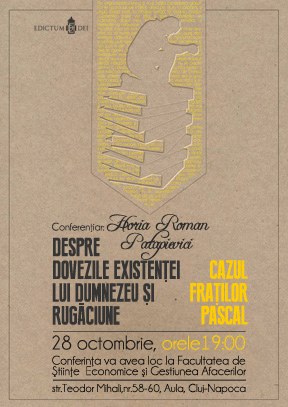 EDICTUM DEI
Conferențiar: Horia Roman
Patapievici
DESPRE
DOVEZILE EXISTENȚEI
LUI DUMNEZEU ȘI
RUGĂCIUNE
CAZUL
FRAȚILOR
PASCAL
28 octombrie, orele 19:00
Conferința va avea loc la Facultatea de
Științe Economice și Gestiunea Afacerilor
str.Teodor Mihali,nr.58-60, Aula, Cluj-Napoca